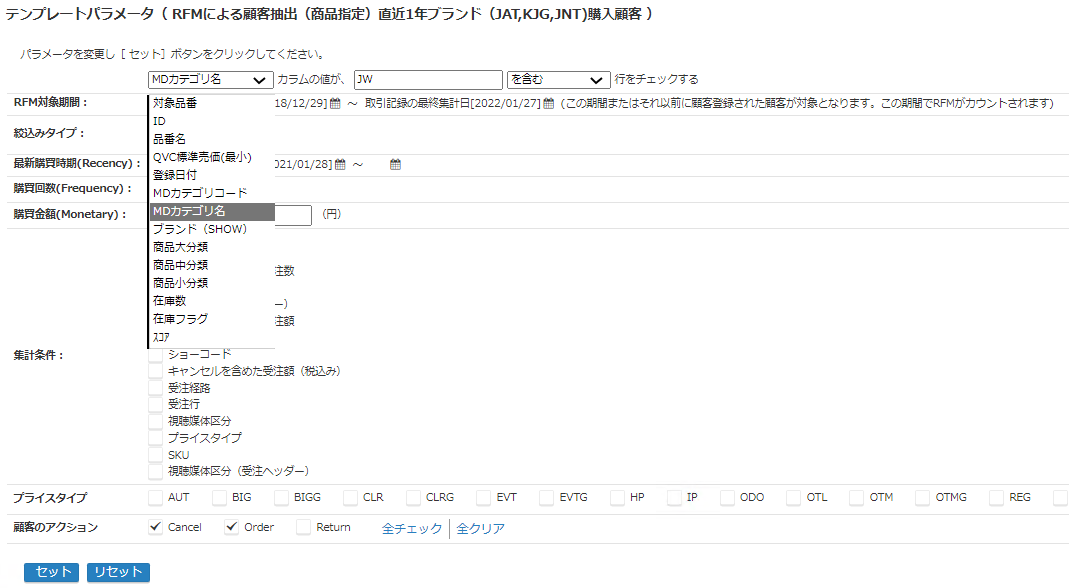 テンプレートパラメータ（ RFMによる顧客抽出（商品指定）直近1年ブランド（JAT,KJG,JNT)購入顧客 ）
パラメータを変更し［ セット］ボタンをクリックしてください。
MDカテゴリ名 カラムの値が、 JW を含む 行をチェックする
RFM対象期間： 18/12/29] ～ 取引記録の最終集計日[2022/01/27] (この期間またはそれ以前に顧客登録された顧客が対象となります。この期間でRFMがカウントされます)
対象品番
ID
絞込みタイプ：
品番名
QVC標準売価(最小)
最新購買時期(Recency)： 021/01/28] ～
登録日付
購買回数(Frequency)：
MDカテゴリコード
購買金額(Monetary)： (円)
MDカテゴリ名
ブランド（SHOW）
商品大分類
商品中分類
注数
商品小分類
在庫数
ー）
在庫フラグ
注額
ｽｺｱ
集計条件：
ショーコード
キャンセルを含めた受注額（税込み）
受注経路
受注行
視聴媒体区分
プライスタイプ
SKU
視聴媒体区分（受注ヘッダー）
プライスタイプ AUT BIG BIGG CLR CLRG EVT EVTG HP IP ODO OTL OTM OTMG REG
顧客のアクション Cancel Order Return 全チェック 全クリア
セット リセット